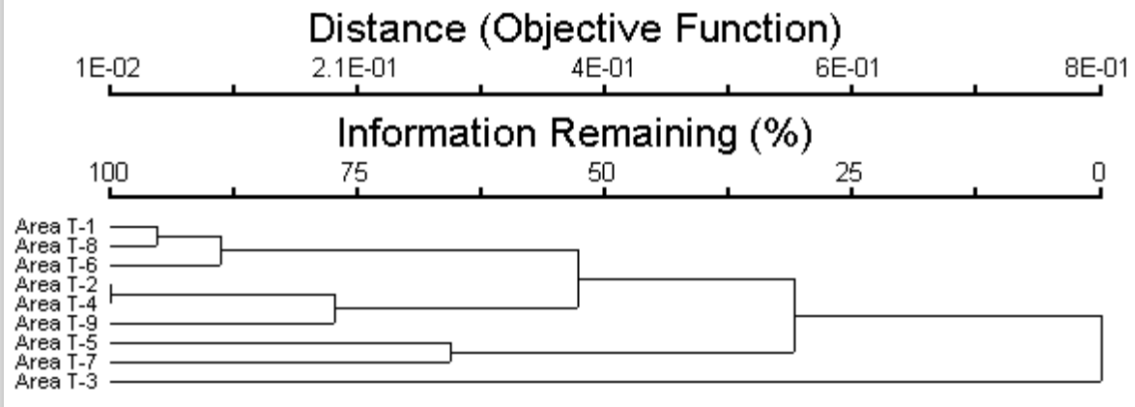 Distance (Objective Function)
1E-02 2.1E-01 4E-01 6E-01 8E-01
Information Remaining (%)
100 75 50 25 0
Area T-1
Area T-8
Area T-6
Area T-2
Area T-4
Area T-9
Area T-5
Area T-7
Area T-3